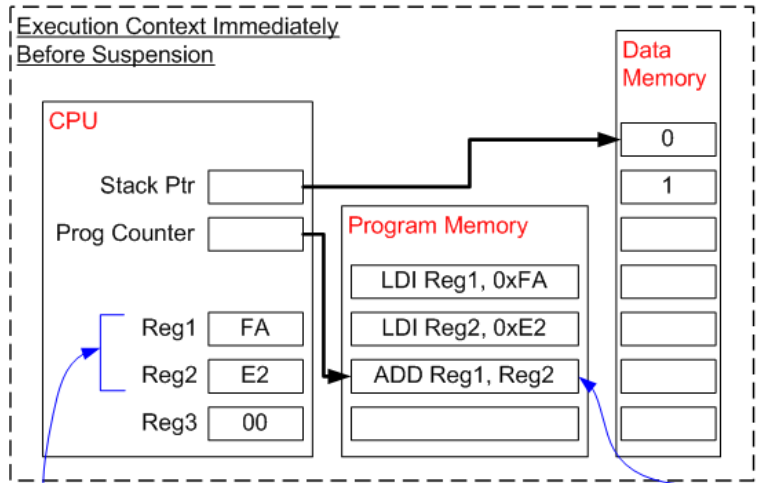 Execution Context Immediately
Before Suspension
Data
Memory
CPU
0
Stack Ptr
1
Prog Counter
Program Memory
LDI Reg1, 0xFA
Reg1 FA
LDI Reg2, 0xE2
Reg2 E2
ADD Reg1, Reg2
Reg3 00